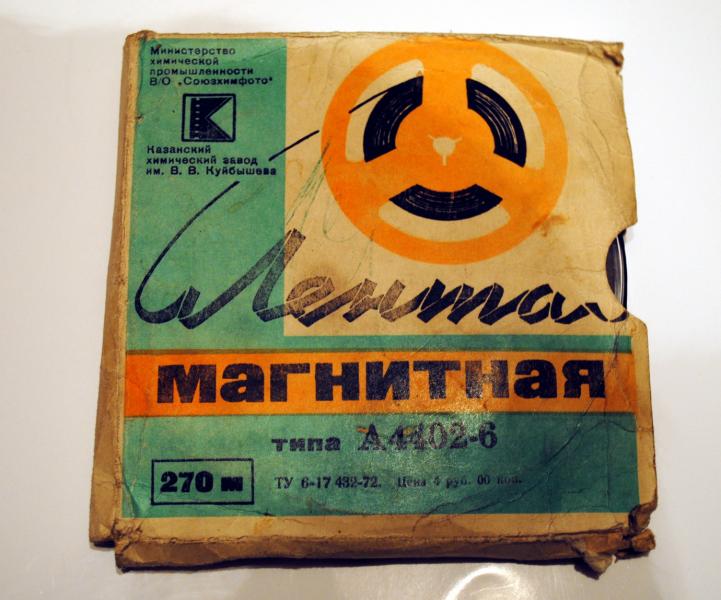 Министерство
химической
промышленности
В/О „Союзхимфото"
Казанский
химический завод
им. В. В. Куйбышева
Лента
магнитная
типа А4402-6
270 м
ТУ 6-17 432-72. Цена 4 руб. 00 коп.